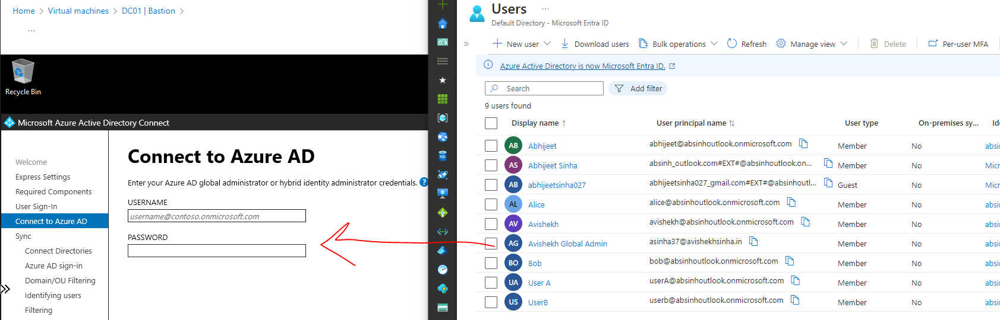 Home > Virtual machines > DC01 | Bastion >
...
Recycle Bin
Microsoft Azure Active Directory Connect
Welcome
Express Settings
Required Components
User Sign-In
Connect to Azure AD
Sync
Connect Directories
Azure AD sign-in
Domain/OU Filtering
Identifying users
Filtering
Connect to Azure AD
Enter your Azure AD global administrator or hybrid identity administrator credentials. ?
USERNAME
username@contoso.onmicrosoft.com
PASSWORD
SQL
Users ...
Default Directory - Microsoft Entra ID
New user Download users Bulk operations Refresh Manage view Delete Per-user MFA
Azure Active Directory is now Microsoft Entra ID.
Search Add filter
9 users found
Display name ↑ User principal name ↑↓ User type On-premises sy... Ide
AB Abhijeet abhijeet@absinhoutlook.onmicrosoft.com Member No absi
AS Abhijeet Sinha absinh_outlook.com#EXT#@absinhoutlook.on... Member No Micr
AB abhijeetsinha027 abhijeetsinha027_gmail.com#EXT#@absinhoutl... Guest No Micr
AL Alice alice@absinhoutlook.onmicrosoft.com Member No absi
AV Avishekh avishekh@absinhoutlook.onmicrosoft.com Member No absi
AG Avishekh Global Admin asinha37@avishekhsinha.in Member No absi
BO Bob bob@absinhoutlook.onmicrosoft.com Member No absi
UA User A userA@absinhoutlook.onmicrosoft.com Member No absi
US UserB userb@absinhoutlook.onmicrosoft.com Member No absi